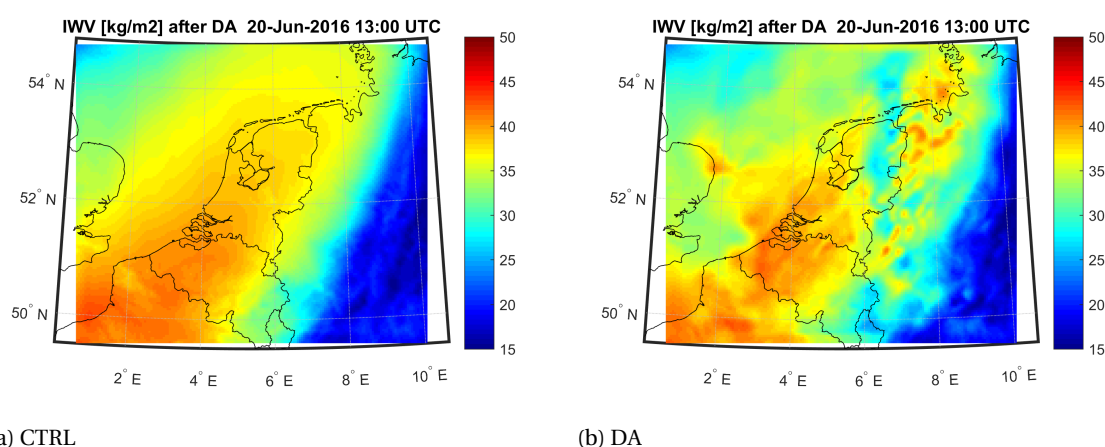 IWV [kg/m2] after DA 20-Jun-2016 13:00 UTC
54° N
52° N
50° N
2° E
4° E
6° E
8° E
10° E
50
45
40
35
30
25
20
15
IWV [kg/m2] after DA 20-Jun-2016 13:00 UTC
54° N
52° N
50° N
2° E
4° E
6° E
8° E
10° E
50
45
40
35
30
25
20
15
a) CTRL
(b) DA